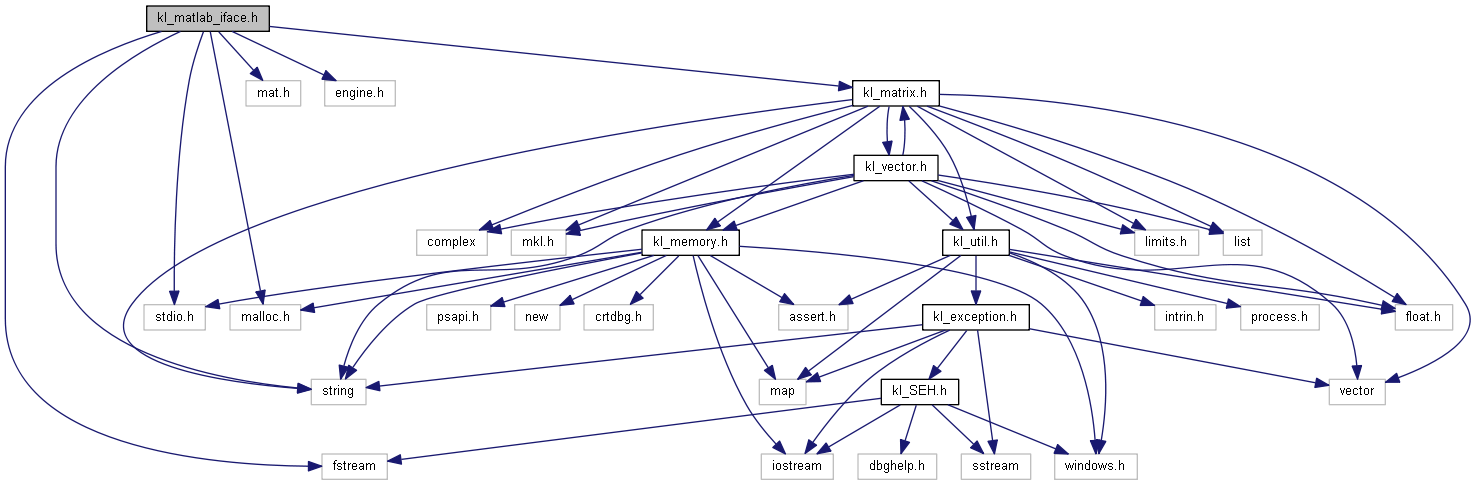 kl_matlab_iface.h
mat.h
engine.h
kl_matrix.h
kl_vector.h
complex
mkl.h
kl_memory.h
kl_util.h
limits.h
list
stdio.h
malloc.h
psapi.h
new
crtdbg.h
assert.h
kl_exception.h
intrin.h
process.h
float.h
string
map
kl_SEH.h
vector
fstream
iostream
dbghelp.h
sstream
windows.h